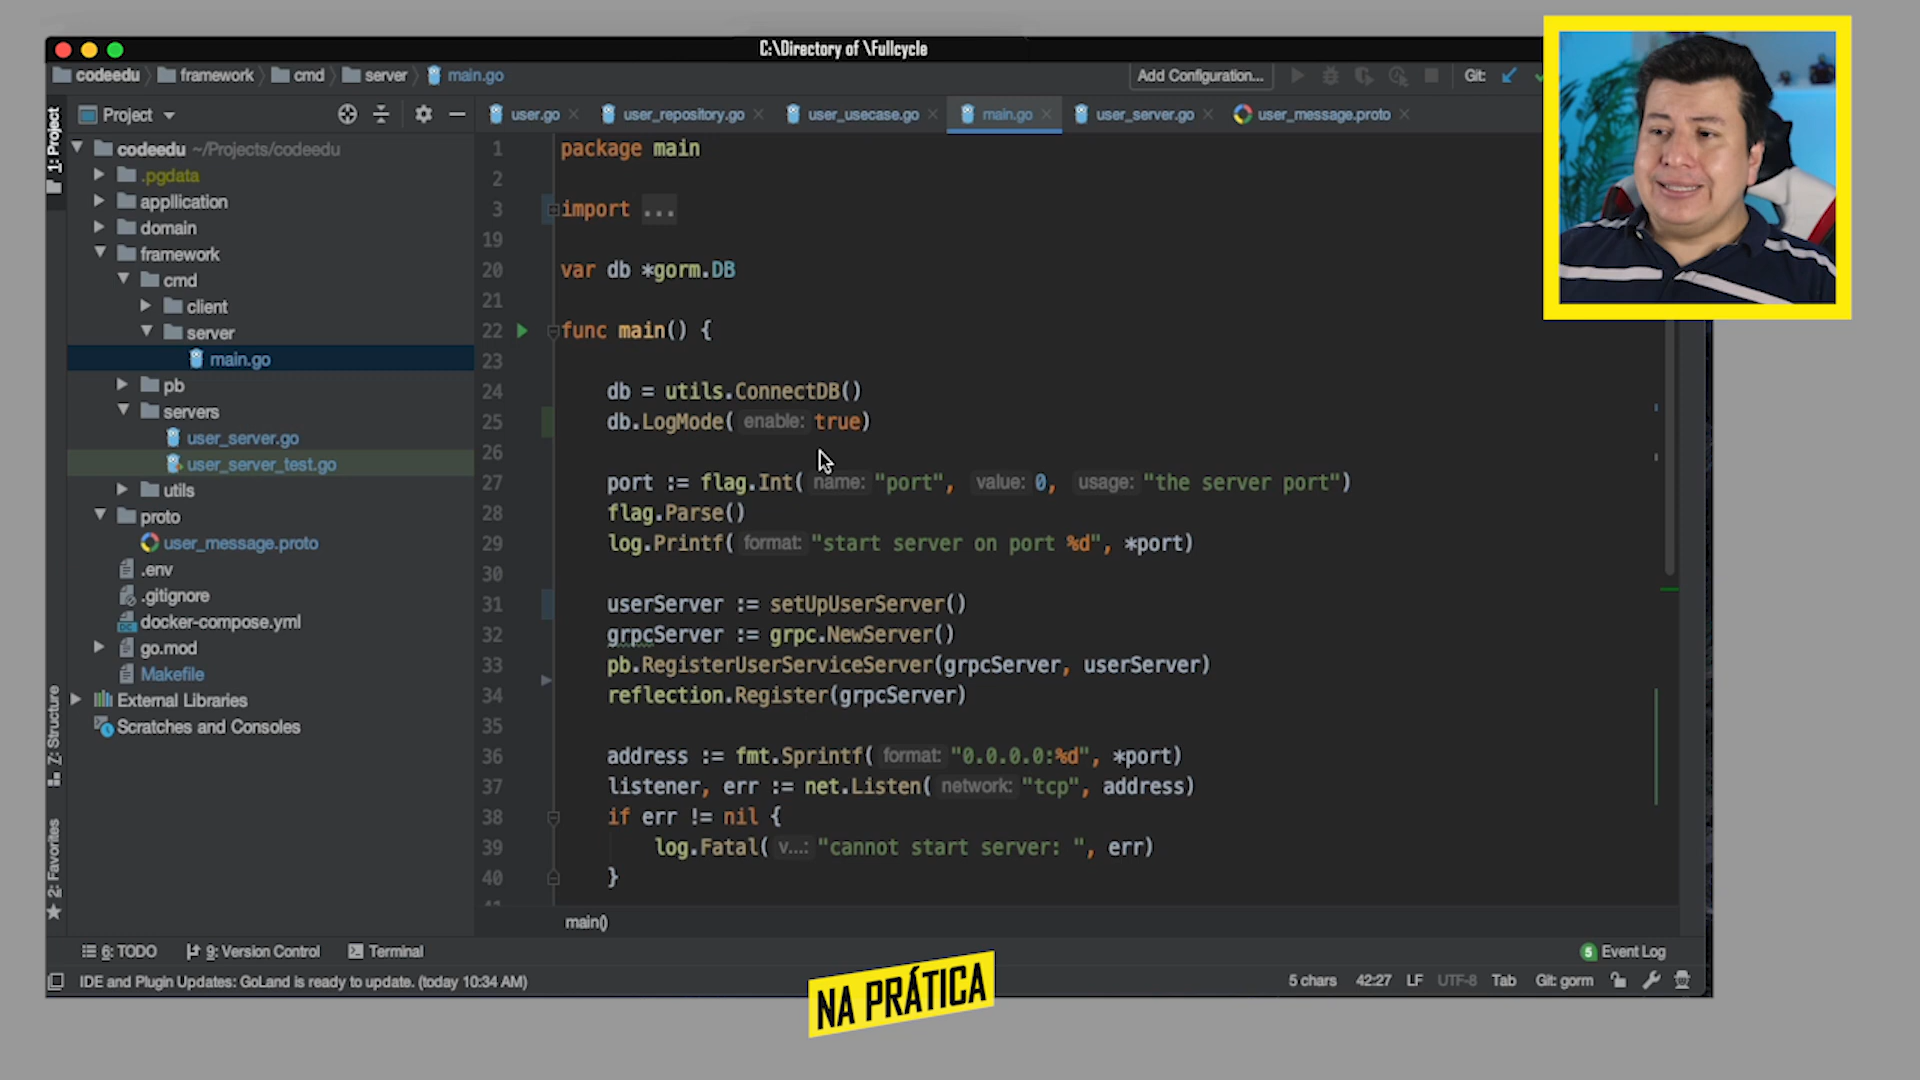 C:\Directory of \Fullcycle
codeedu framework cmd server main.go
Add Configuration... Git:
1: Project
Project
user.go user_repository.go user_usecase.go main.go user_server.go user_message.proto
codeedu ~/Projects/codeedu
.pgdata
appllication
domain
framework
cmd
client
server
main.go
pb
servers
user_server.go
user_server_test.go
utils
proto
user_message.proto
.env
.gitignore
docker-compose.yml
go.mod
Makefile
External Libraries
Scratches and Consoles
Z: Structure
2: Favorites
1 package main
2
3 import ...
19
20 var db *gorm.DB
21
22 func main() {
23
24 db = utils.ConnectDB()
25 db.LogMode( enable: true)
26
27 port := flag.Int( name: "port", value: 0, usage: "the server port")
28 flag.Parse()
29 log.Printf( format: "start server on port %d", *port)
30
31 userServer := setUpUserServer()
32 grpcServer := grpc.NewServer()
33 pb.RegisterUserServiceServer(grpcServer, userServer)
34 reflection.Register(grpcServer)
35
36 address := fmt.Sprintf( format: "0.0.0.0:%d", *port)
37 listener, err := net.Listen( network: "tcp", address)
38 if err != nil {
39 log.Fatal( v...: "cannot start server: ", err)
40 }
41
main()
6: TODO 9: Version Control Terminal 5 Event Log
IDE and Plugin Updates: GoLand is ready to update. (today 10:34 AM) 5 chars 42:27 LF UTF-8 Tab Git: gorm
NA PRÁTICA